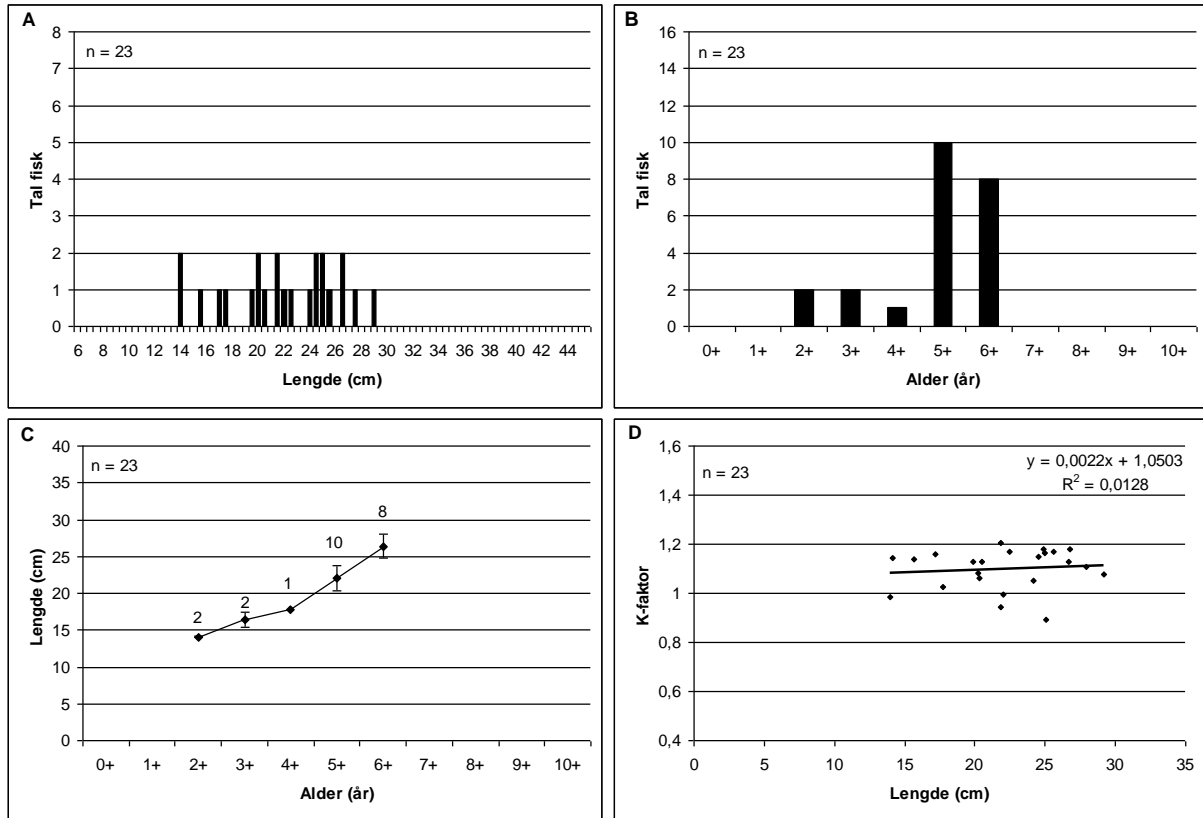 A
n = 23
Tal fisk
8
7
6
5
4
3
2
1
0
6 8 10 12 14 16 18 20 22 24 26 28 30 32 34 36 38 40 42 44
Lengde (cm)
B
n = 23
Tal fisk
16
14
12
10
8
6
4
2
0
0+ 1+ 2+ 3+ 4+ 5+ 6+ 7+ 8+ 9+ 10+
Alder (år)
C
n = 23
Lengde (cm)
40
35
30
25
20
15
10
5
0
2 2 1 10 8
0+ 1+ 2+ 3+ 4+ 5+ 6+ 7+ 8+ 9+ 10+
Alder (år)
D
n = 23
y = 0,0022x + 1,0503
R² = 0,0128
K-faktor
1,6
1,4
1,2
1
0,8
0,6
0,4
0 5 10 15 20 25 30 35
Lengde (cm)